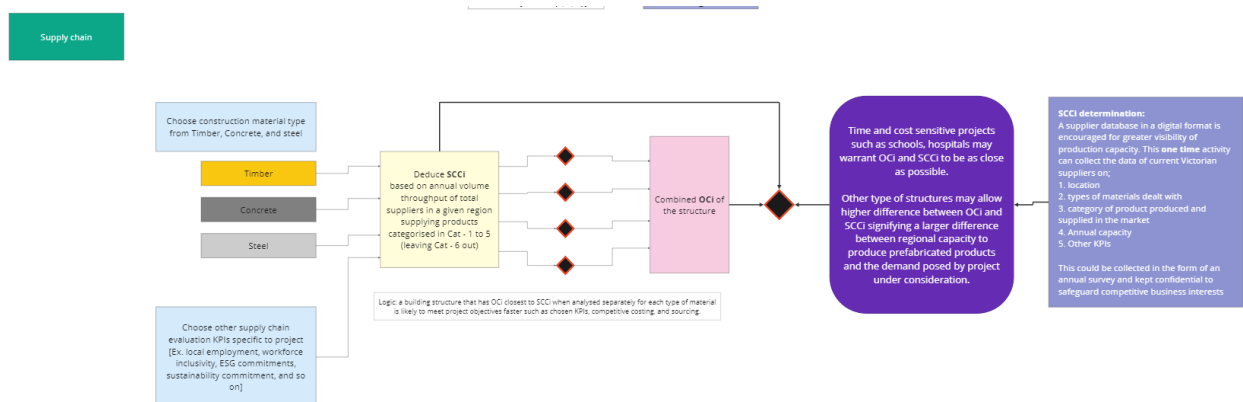 Supply chain
Choose construction material type
from Timber, Concrete, and steel
Timber
Concrete
Steel
Choose other supply chain
evaluation KPIs specific to project
[Ex. local employment, workforce
inclusivity, ESG commitments,
sustainability commitment, and so
on]
Deduce SCCi
based on annual volume
throughput of total
suppliers in a given region
supplying products
categorised in Cat - 1 to 5
(leaving Cat - 6 out)
Logic: a building structure that has OCi closest to SCCi when analysed separately for each type of material
is likely to meet project objectives faster such as chosen KPIs, competitive costing, and sourcing.
Combined OCi of
the structure
Time and cost sensitive projects
such as schools, hospitals may
warrant OCi and SCCi to be as close
as possible.
Other type of structures may allow
higher difference between OCi and
SCCi signifying a larger difference
between regional capacity to
produce prefabricated products
and the demand posed by project
under consideration.
SCCi determination:
A supplier database in a digital format is
encouraged for greater visibility of
production capacity. This one time activity
can collect the data of current Victorian
suppliers on;
1. location
2. types of materials dealt with
3. category of product produced and
supplied in the market
4. Annual capacity
5. Other KPIs
This could be collected in the form of an
annual survey and kept confidential to
safeguard competitive business interests